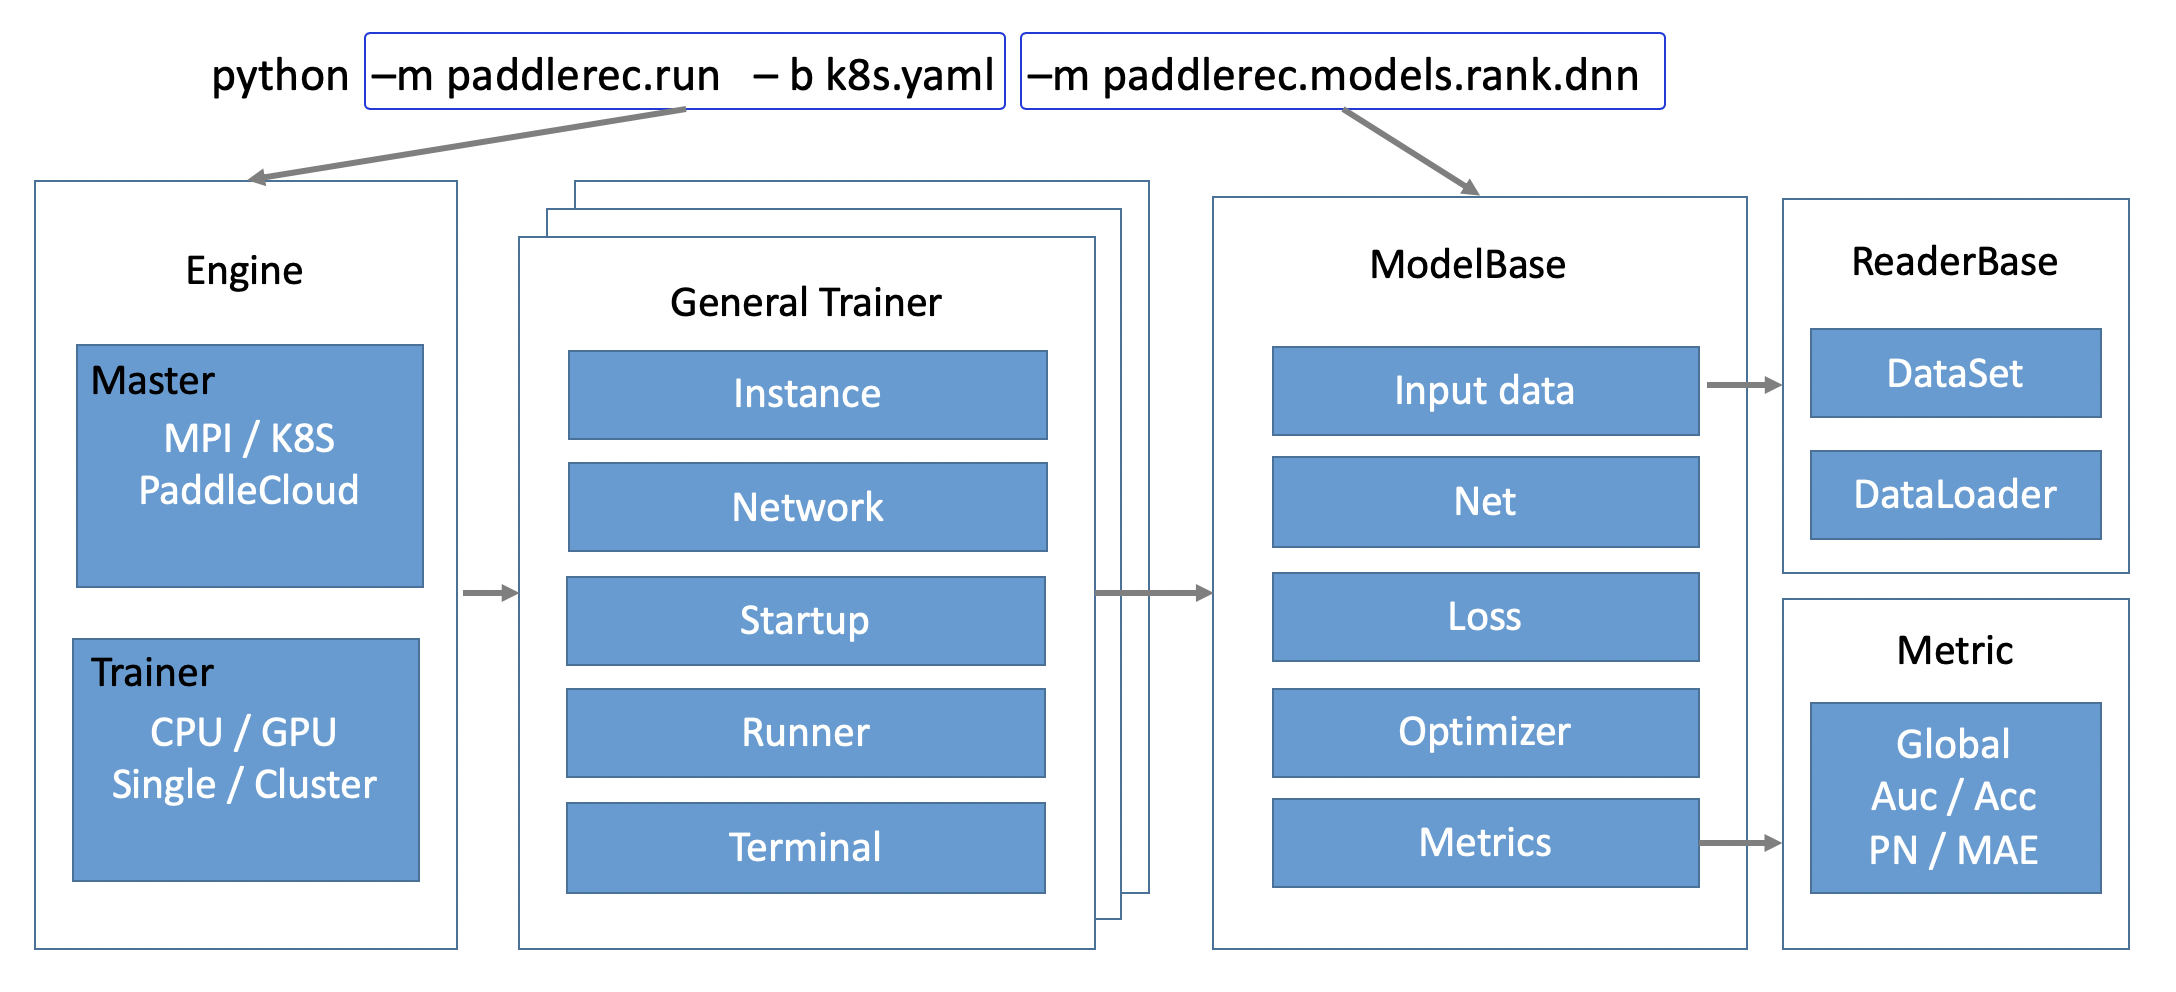 python –m paddlerec.run – b k8s.yaml –m paddlerec.models.rank.dnn
Engine
Master
MPI / K8S
PaddleCloud
Trainer
CPU / GPU
Single / Cluster
General Trainer
Instance
Network
Startup
Runner
Terminal
ModelBase
Input data
Net
Loss
Optimizer
Metrics
ReaderBase
DataSet
DataLoader
Metric
Global
Auc / Acc
PN / MAE